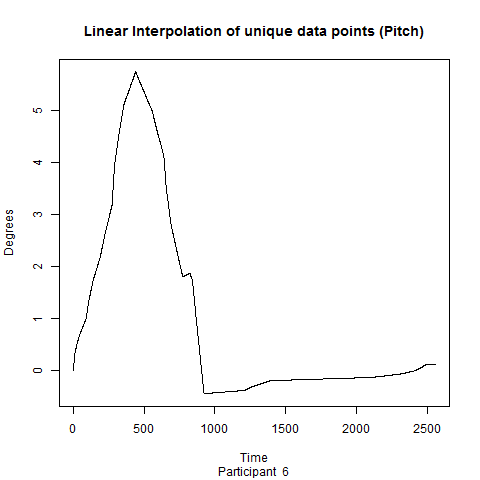 Linear Interpolation of unique data points (Pitch)
Degrees
5
4
3
2
1
0
0 500 1000 1500 2000 2500
Time
Participant 6